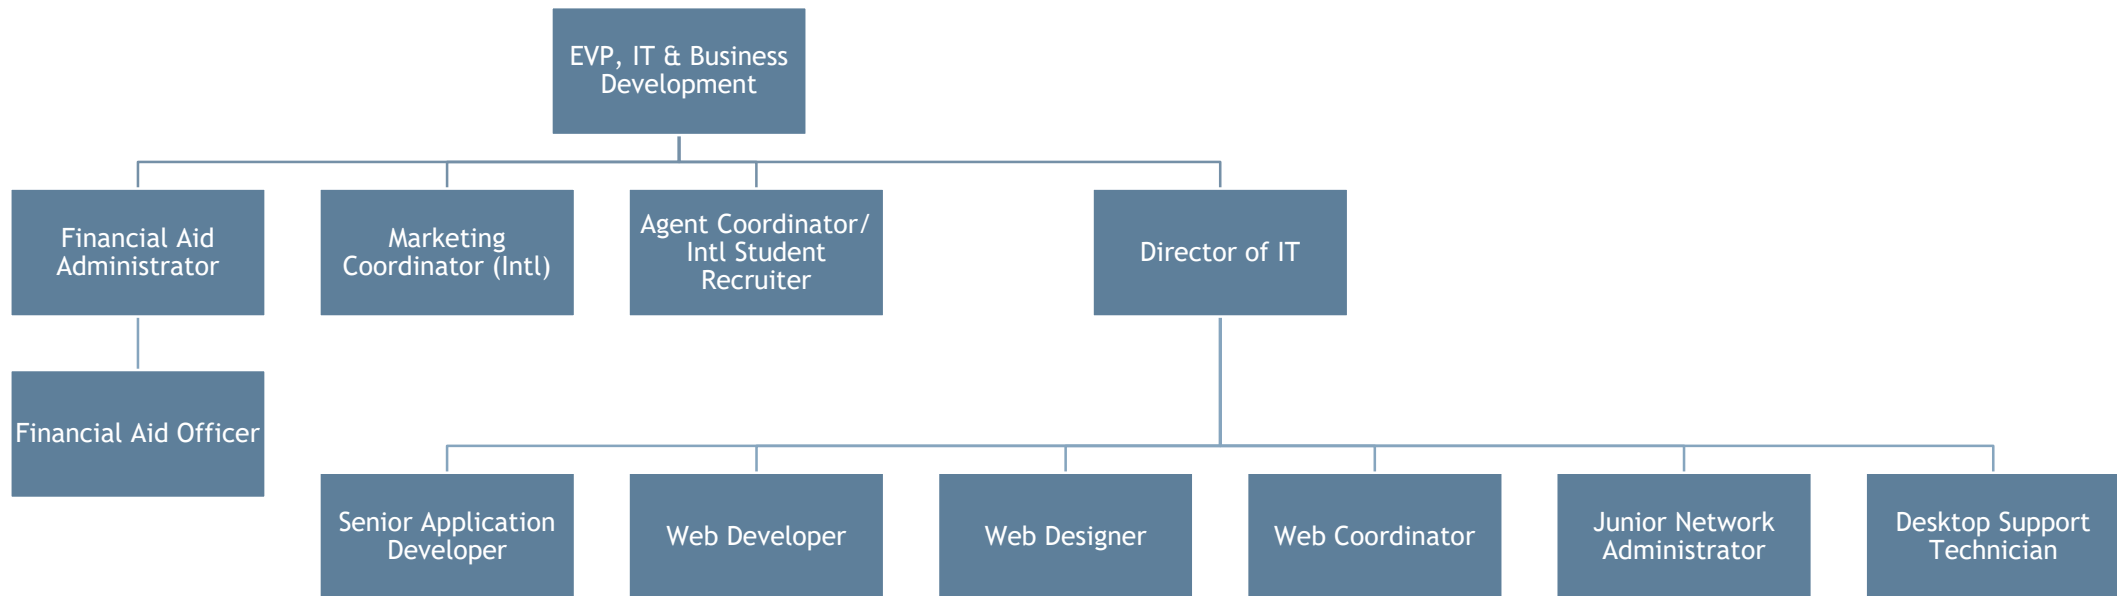 EVP, IT & Business
Development
Financial Aid
Administrator
Marketing
Coordinator (Intl)
Agent Coordinator/
Intl Student
Recruiter
Director of IT
Financial Aid Officer
Senior Application
Developer
Web Developer
Web Designer
Web Coordinator
Junior Network
Administrator
Desktop Support
Technician